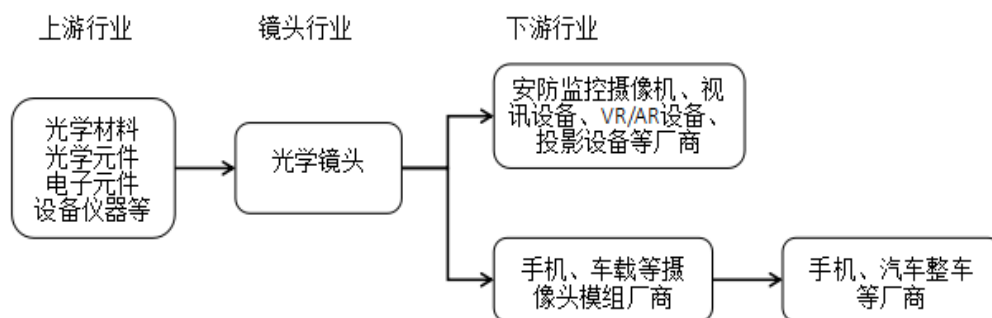 上游行业
镜头行业
下游行业
光学材料
光学元件
电子元件
设备仪器等
光学镜头
安防监控摄像机、视
讯设备、VR/AR设备、
投影设备等厂商
手机、车载等摄
像头模组厂商
手机、汽车整车
等厂商